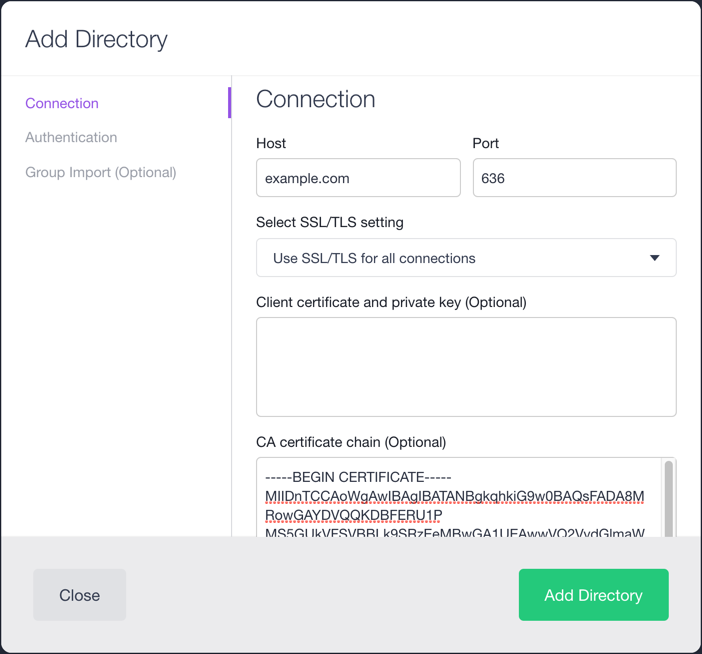 Add Directory
Connection
Authentication
Group Import (Optional)
Connection
Host
Port
example.com
636
Select SSL/TLS setting
Use SSL/TLS for all connections
Client certificate and private key (Optional)
CA certificate chain (Optional)
-----BEGIN CERTIFICATE-----
MIIDnTCCAoWgAwIBAgIBATANBgkqhkiG9w0BAQsFADA8M
RowGAYDVQQKDBFERU1P
Close
Add Directory